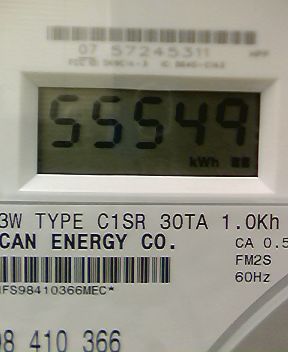 07 57245311
55549
kWh
3W TYPE C1SR 30TA 1.0Kh
CAN ENERGY CO.
CA 0.5
FM2S
60Hz
IFS98410366MEC*
98 410 366